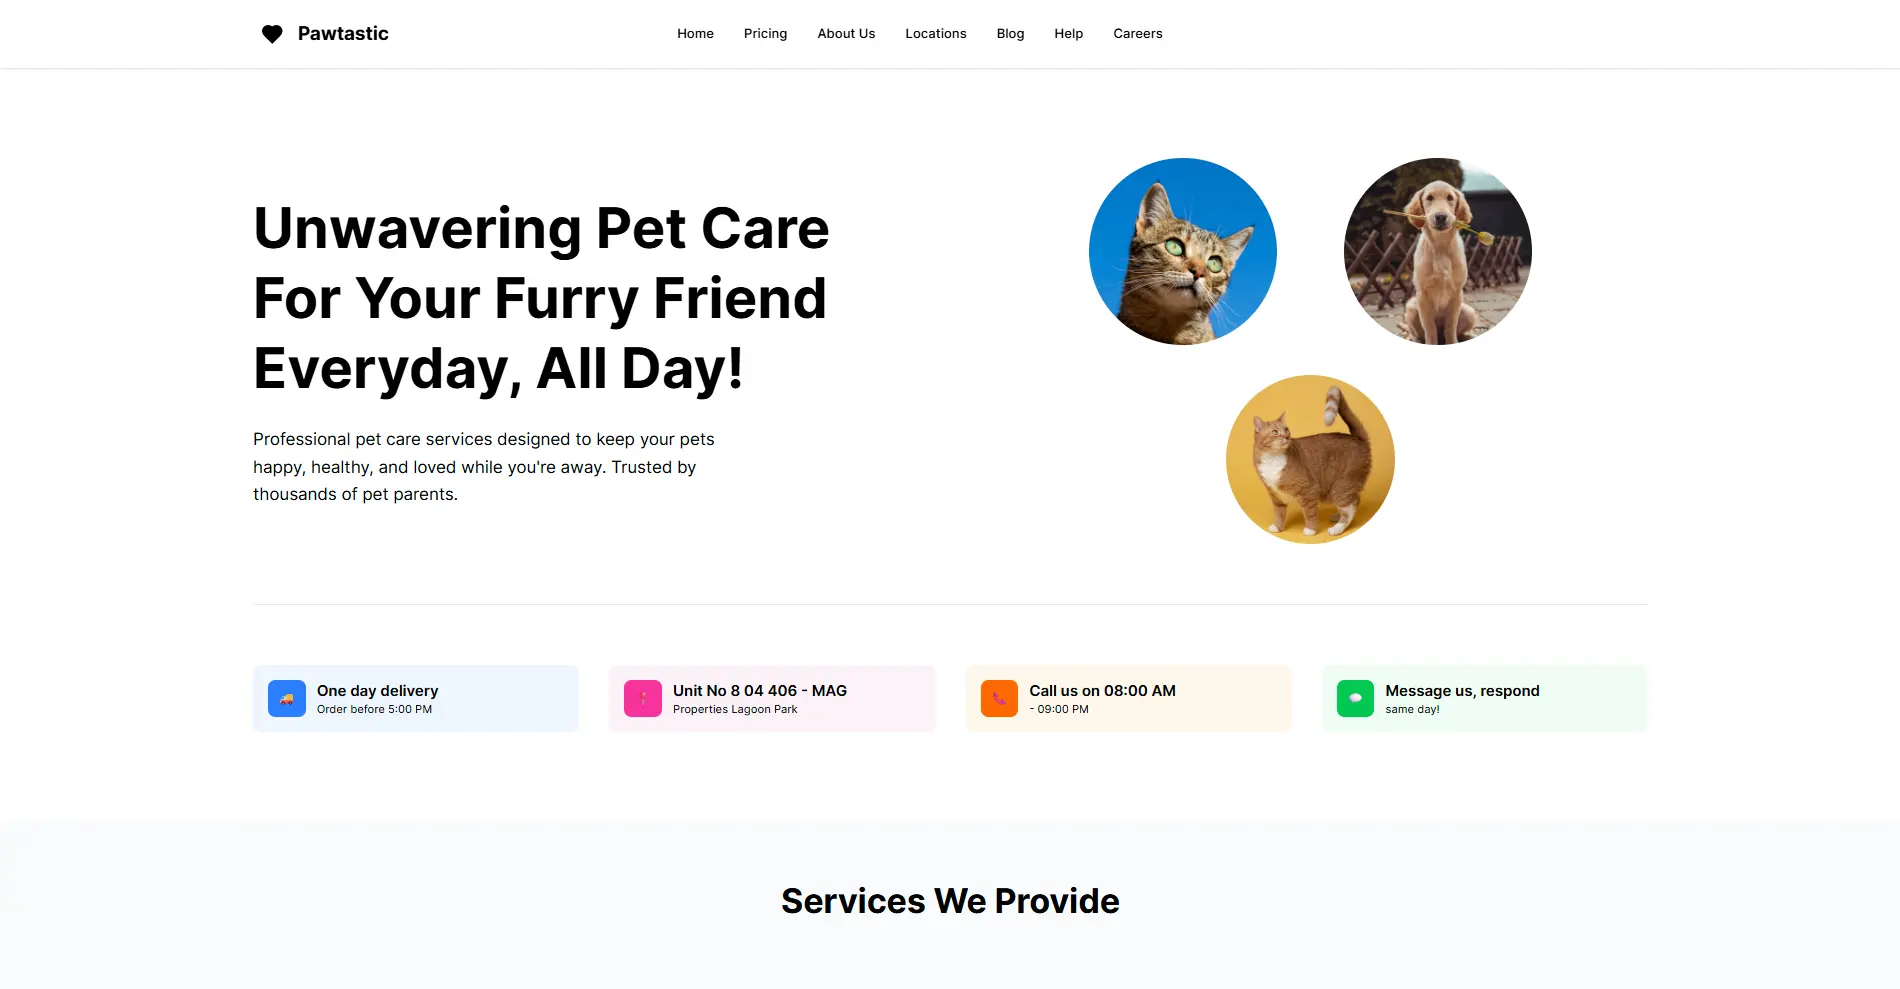 Pawtastic
Home Pricing About Us Locations Blog Help Careers
Unwavering Pet Care
For Your Furry Friend
Everyday, All Day!
Professional pet care services designed to keep your pets
happy, healthy, and loved while you're away. Trusted by
thousands of pet parents.
One day delivery
Order before 5:00 PM
Unit No 8 04 406 - MAG
Properties Lagoon Park
Call us on 08:00 AM
- 09:00 PM
Message us, respond
same day!
Services We Provide